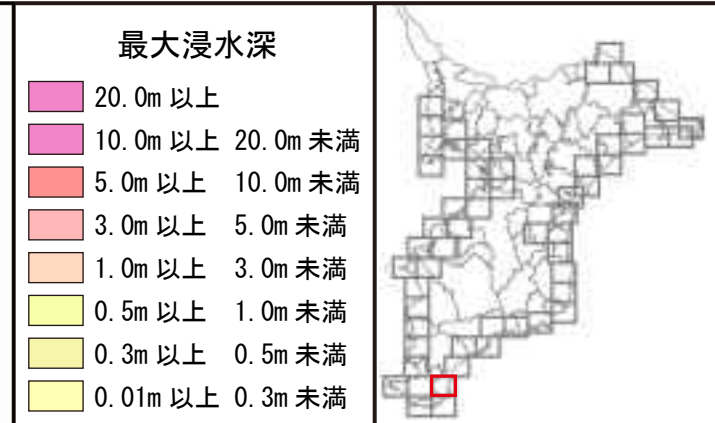 最大浸水深
20.0m 以上
10.0m 以上 20.0m 未満
5.0m 以上 10.0m 未満
3.0m 以上 5.0m 未満
1.0m 以上 3.0m 未満
0.5m 以上 1.0m 未満
0.3m 以上 0.5m 未満
0.01m 以上 0.3m 未満